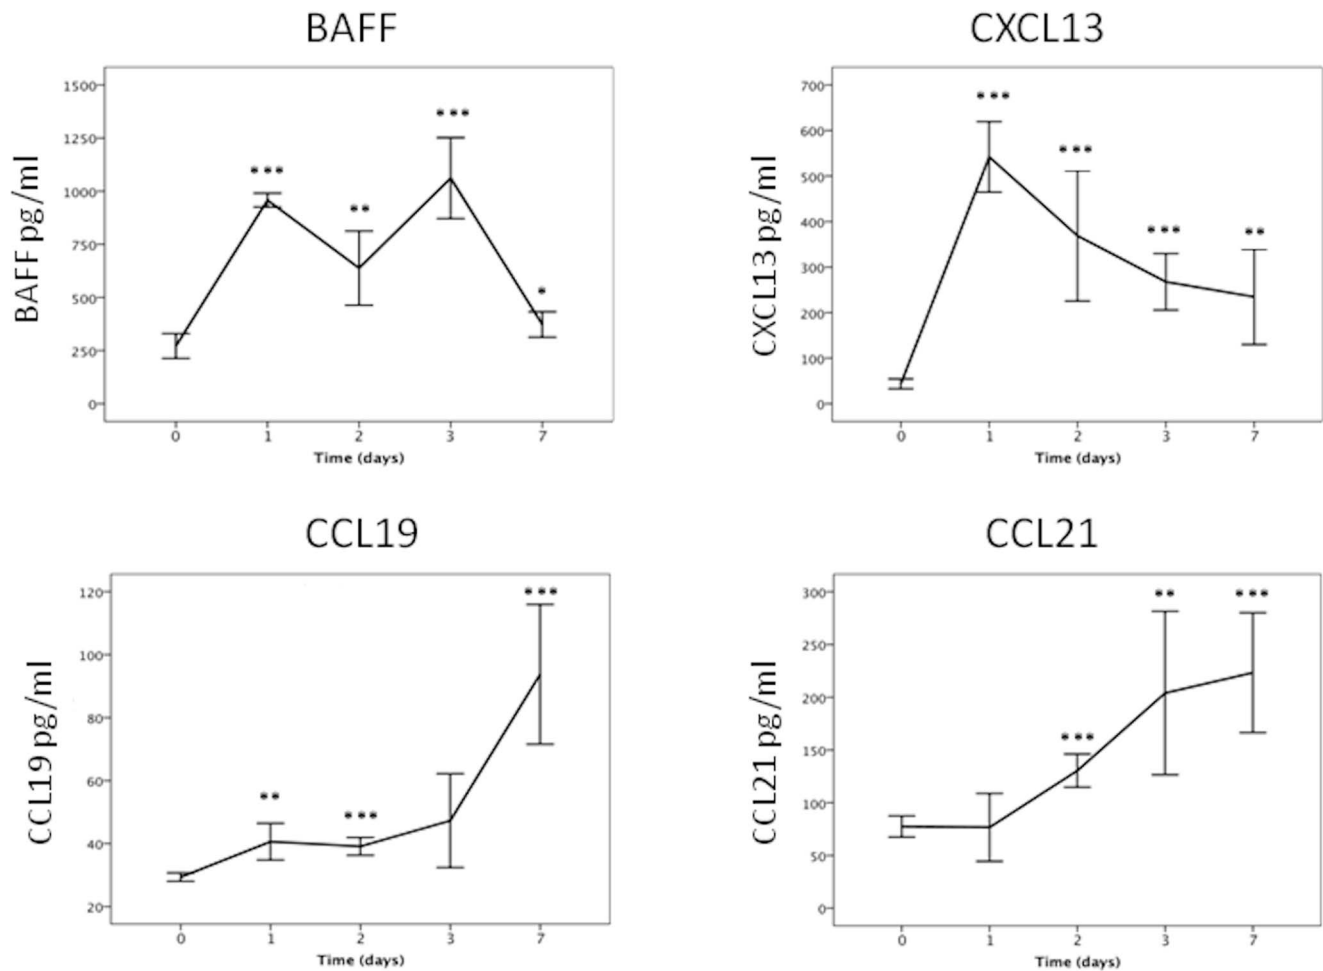 BAFF
BAFF pg/ml
1500
1250
1000
750
500
250
0
***
**
***
*
0 1 2 3 7
Time (days)
CXCL13
CXCL13 pg/ml
700
600
500
400
300
200
100
0
***
***
***
**
0 1 2 3 7
Time (days)
CCL19
CCL19 pg/ml
120
100
80
60
40
20
**
***
***
0 1 2 3 7
Time (days)
CCL21
CCL21 pg/ml
300
250
200
150
100
50
0
***
**
***
0 1 2 3 7
Time (days)